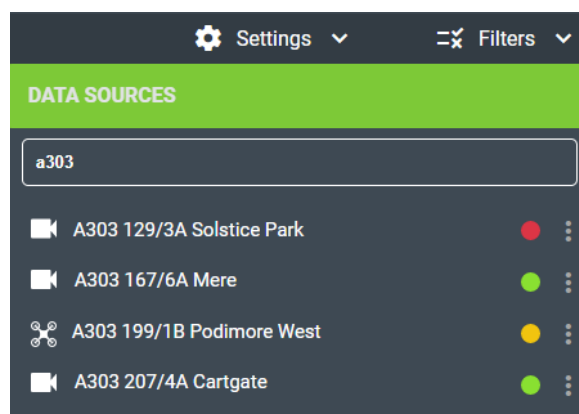 Settings Filters
DATA SOURCES
a303
A303 129/3A Solstice Park
A303 167/6A Mere
A303 199/1B Podimore West
A303 207/4A Cartgate